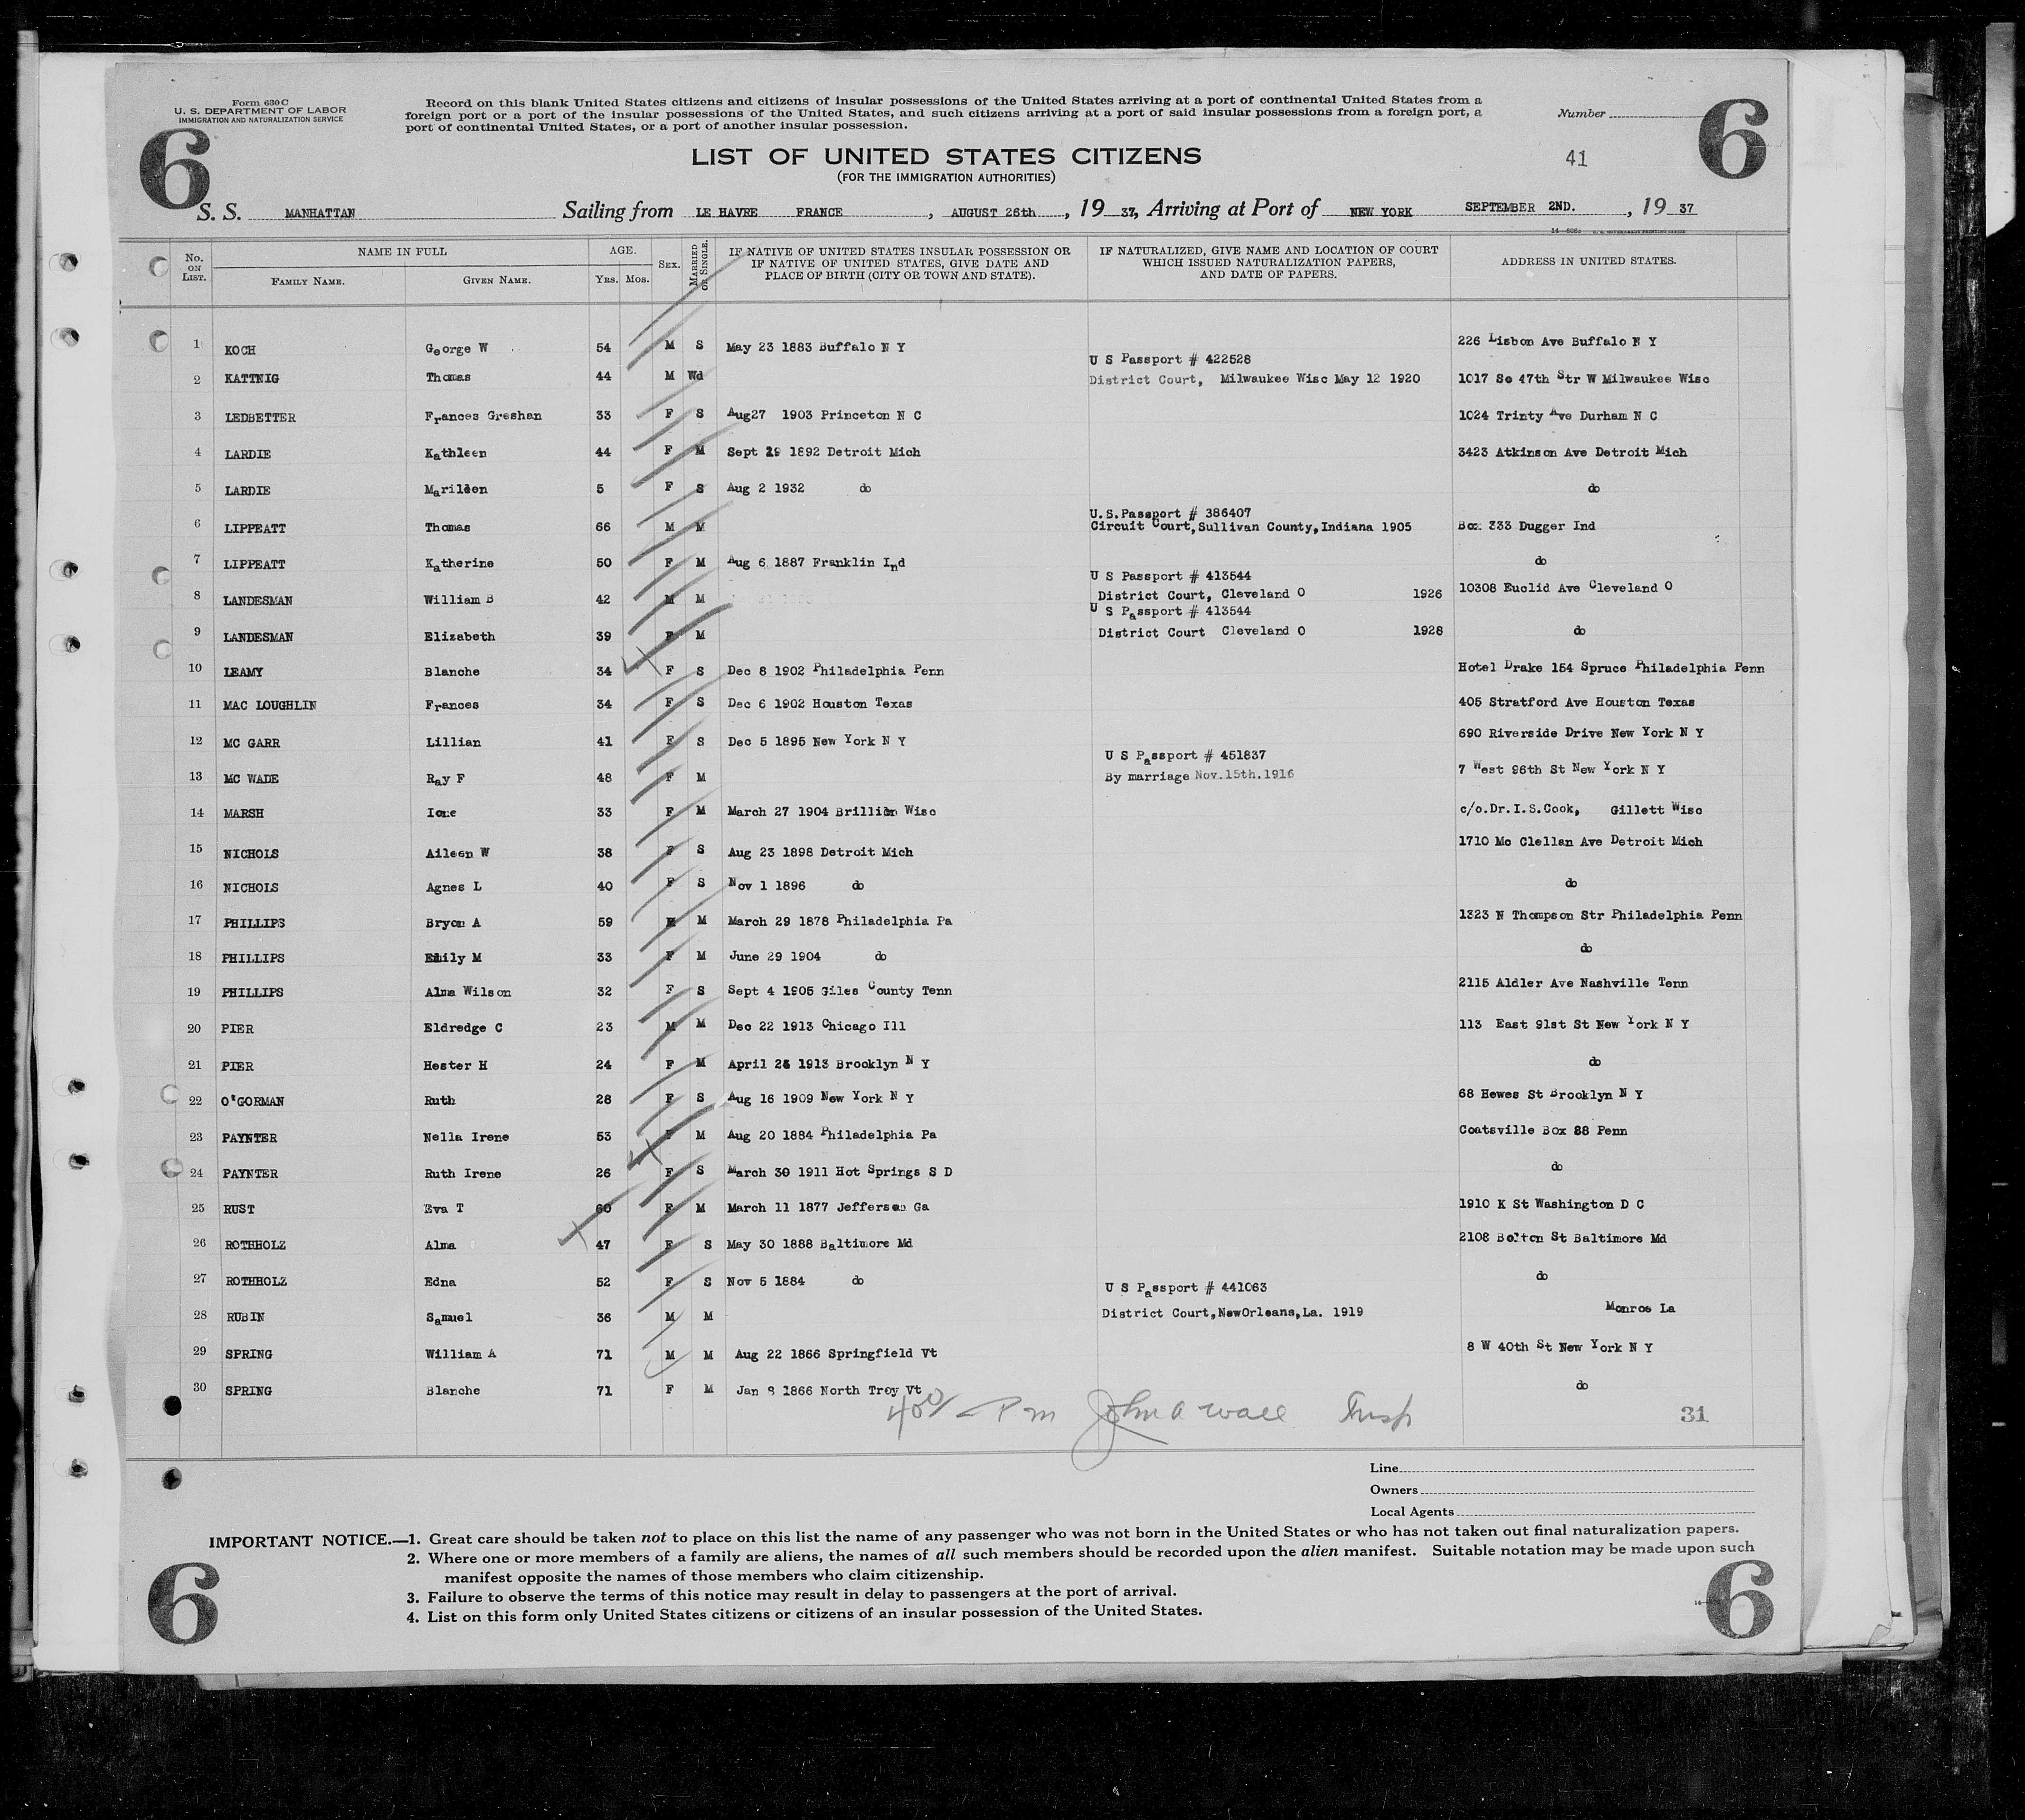 Form 630 C
U. S. DEPARTMENT OF LABOR
IMMIGRATION AND NATURALIZATION SERVICE
Record on this blank United States citizens and citizens of insular possessions of the United States arriving at a port of continental United States from a
foreign port or a port of the insular possessions of the United States, and such citizens arriving at a port of said insular possessions from a foreign port, a
port of continental United States, or a port of another insular possession.
Number
6 6
LIST OF UNITED STATES CITIZENS
(FOR THE IMMIGRATION AUTHORITIES)
41
S. S. MANHATTAN Sailing from LE HAVRE FRANCE, AUGUST 26th, 19 37, Arriving at Port of NEW YORK SEPTEMBER 2ND., 19 37
No. ON LIST. NAME IN FULL FAMILY NAME. GIVEN NAME. AGE. YRS. MOS. SEX. MARRIED OR SINGLE. IF NATIVE OF UNITED STATES INSULAR POSSESSION OR IF NATIVE OF UNITED STATES, GIVE DATE AND PLACE OF BIRTH (CITY OR TOWN AND STATE). IF NATURALIZED, GIVE NAME AND LOCATION OF COURT WHICH ISSUED NATURALIZATION PAPERS, AND DATE OF PAPERS. ADDRESS IN UNITED STATES.
1 KOCH George W 54 M S May 23 1883 Buffalo N Y 226 Lisbon Ave Buffalo N Y
U S Passport # 422528
2 KATTNIG Thomas 44 M Wd District Court, Milwaukee Wisc May 12 1920 1017 So 47th Str W Milwaukee Wisc
3 LEDBETTER Frances Greshan 33 F S Aug27 1903 Princeton N C 1024 Trinty Ave Durham N C
4 LARDIE Kathleen 44 F M Sept 19 1892 Detroit Mich 3423 Atkinson Ave Detroit Mich
5 LARDIE Marileen 5 F S Aug 2 1932 do do
U.S.Passport # 386407
6 LIPPEATT Thomas 66 M M Circuit Court,Sullivan County,Indiana 1905 Box 333 Dugger Ind
7 LIPPEATT Katherine 50 F M Aug 6 1887 Franklin Ind do
U S Passport # 413544
8 LANDESMAN William B 42 M M District Court, Cleveland O 1926 10308 Euclid Ave Cleveland O
U S Passport # 413544
9 LANDESMAN Elizabeth 39 F M District Court Cleveland O 1928 do
10 LEAMY Blanche 34 F S Dec 8 1902 Philadelphia Penn Hotel Drake 154 Spruce Philadelphia Penn
11 MAC LOUGHLIN Frances 34 F S Dec 6 1902 Houston Texas 405 Stratford Ave Houston Texas
12 MC GARR Lillian 41 F S Dec 5 1895 New York N Y 690 Riverside Drive New York N Y
U S Passport # 451837
13 MC WADE Ray F 48 F M By marriage Nov.15th.1916 7 West 96th St New York N Y
14 MARSH Ione 33 F M March 27 1904 Brillion Wisc c/o.Dr.I.S.Cook, Gillett Wisc
15 NICHOLS Aileen W 38 F S Aug 23 1898 Detroit Mich 1710 Mc Clellan Ave Detroit Mich
16 NICHOLS Agnes L 40 F S Nov 1 1896 do do
17 PHILLIPS Bryon A 59 M M March 29 1878 Philadelphia Pa 1323 N Thompson Str Philadelphia Penn
18 PHILLIPS Emily M 33 F M June 29 1904 do do
19 PHILLIPS Alma Wilson 32 F S Sept 4 1905 Giles County Tenn 2115 Aldler Ave Nashville Tenn
20 PIER Eldredge C 23 M M Dec 22 1913 Chicago Ill 113 East 91st St New York N Y
21 PIER Hester H 24 F M April 25 1913 Brooklyn N Y do
22 O'GORMAN Ruth 28 F S Aug 16 1909 New York N Y 68 Hewes St Brooklyn N Y
23 PAYNTER Nella Irene 53 F M Aug 20 1884 Philadelphia Pa Coatsville Box 88 Penn
24 PAYNTER Ruth Irene 26 F S March 30 1911 Hot Springs S D do
25 RUST Eva T 60 F M March 11 1877 Jefferson Ga 1910 K St Washington D C
26 ROTHHOLZ Alma 47 F S May 30 1888 Baltimore Md 2108 Bolton St Baltimore Md
27 ROTHHOLZ Edna 52 F S Nov 5 1884 do do
U S Passport # 441063
28 RUBIN Samuel 36 M M District Court,NewOrleans,La. 1919 Monroe La
29 SPRING William A 71 M M Aug 22 1866 Springfield Vt 8 W 40th St New York N Y
30 SPRING Blanche 71 F M Jan 8 1866 North Troy Vt do
John A Wall Insp
31
Line
Owners
Local Agents
IMPORTANT NOTICE.—1. Great care should be taken not to place on this list the name of any passenger who was not born in the United States or who has not taken out final naturalization papers.
2. Where one or more members of a family are aliens, the names of all such members should be recorded upon the alien manifest. Suitable notation may be made upon such
manifest opposite the names of those members who claim citizenship.
3. Failure to observe the terms of this notice may result in delay to passengers at the port of arrival.
4. List on this form only United States citizens or citizens of an insular possession of the United States.
6 6